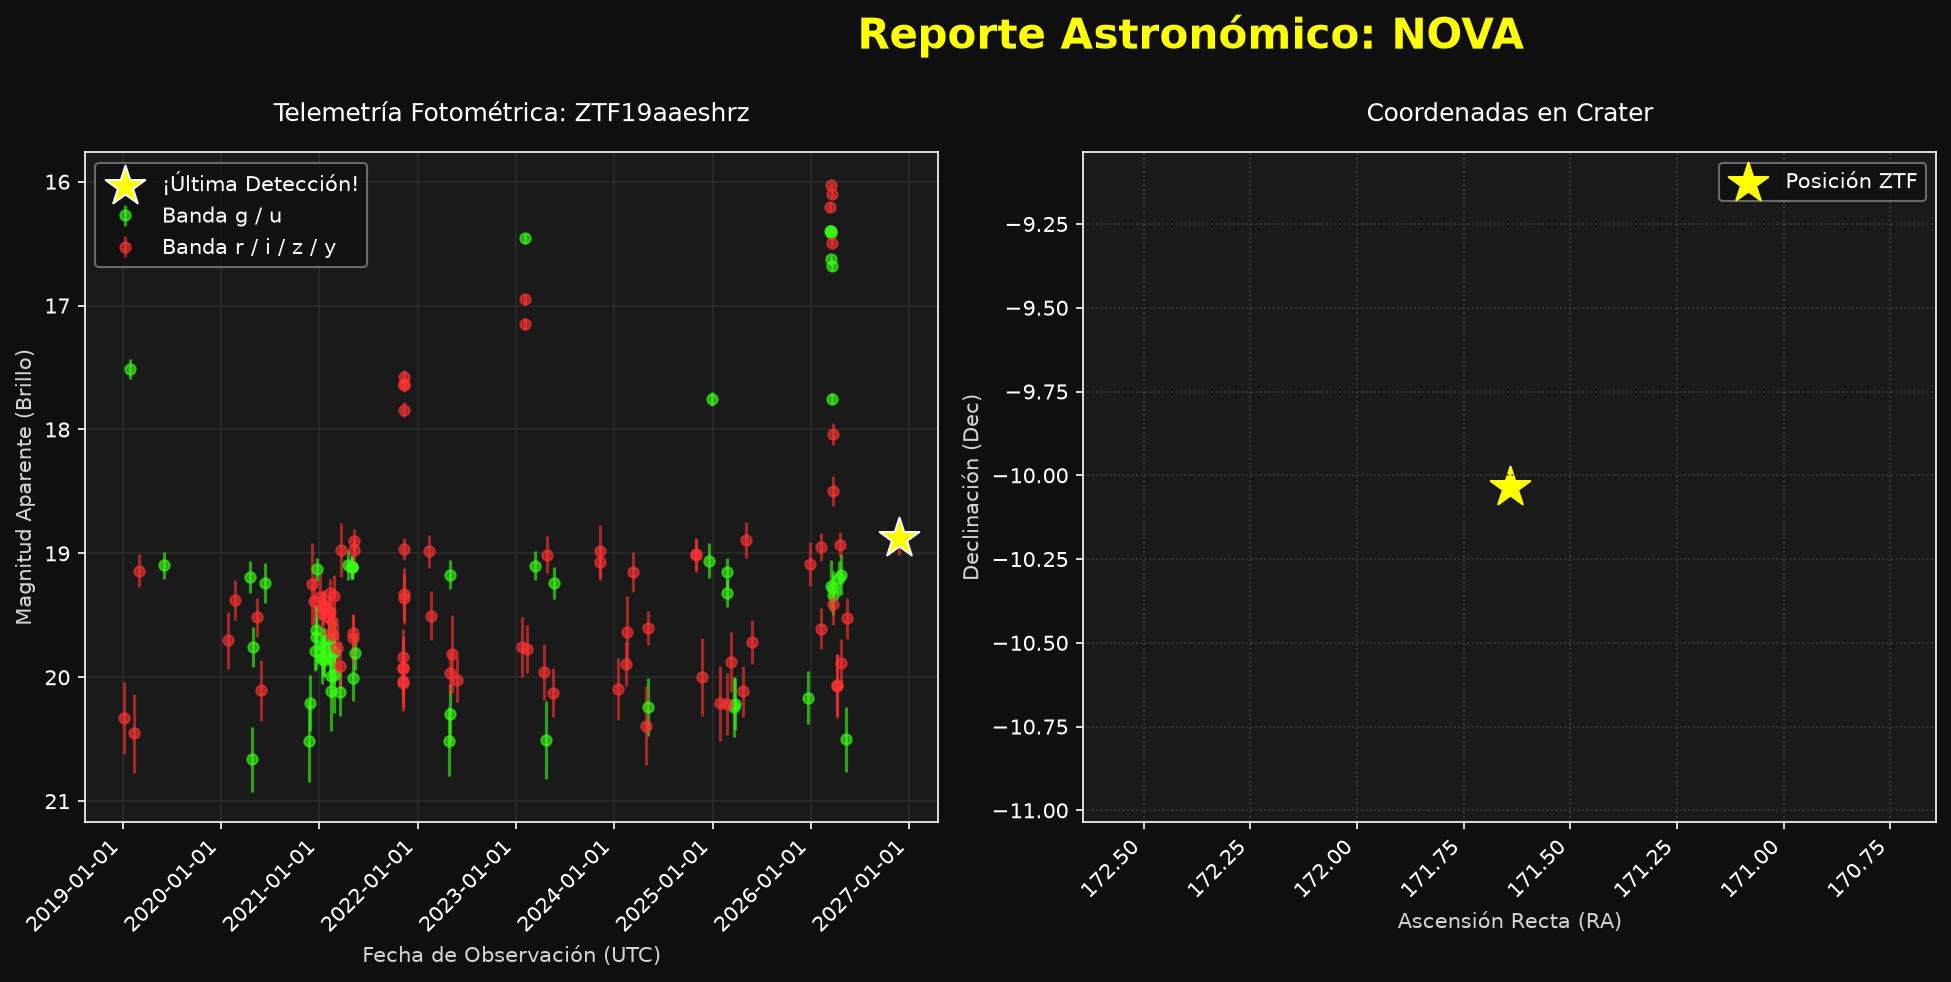 Reporte Astronómico: NOVA
Telemetría Fotométrica: ZTF19aaeshrz
¡Última Detección!
Banda g / u
Banda r / i / z / y
Magnitud Aparente (Brillo)
16
17
18
19
20
21
2019-01-01
2020-01-01
2021-01-01
2022-01-01
2023-01-01
2024-01-01
2025-01-01
2026-01-01
2027-01-01
Fecha de Observación (UTC)
Coordenadas en Crater
Posición ZTF
Declinación (Dec)
−9.25
−9.50
−9.75
−10.00
−10.25
−10.50
−10.75
−11.00
172.50
172.25
172.00
171.75
171.50
171.25
171.00
170.75
Ascensión Recta (RA)